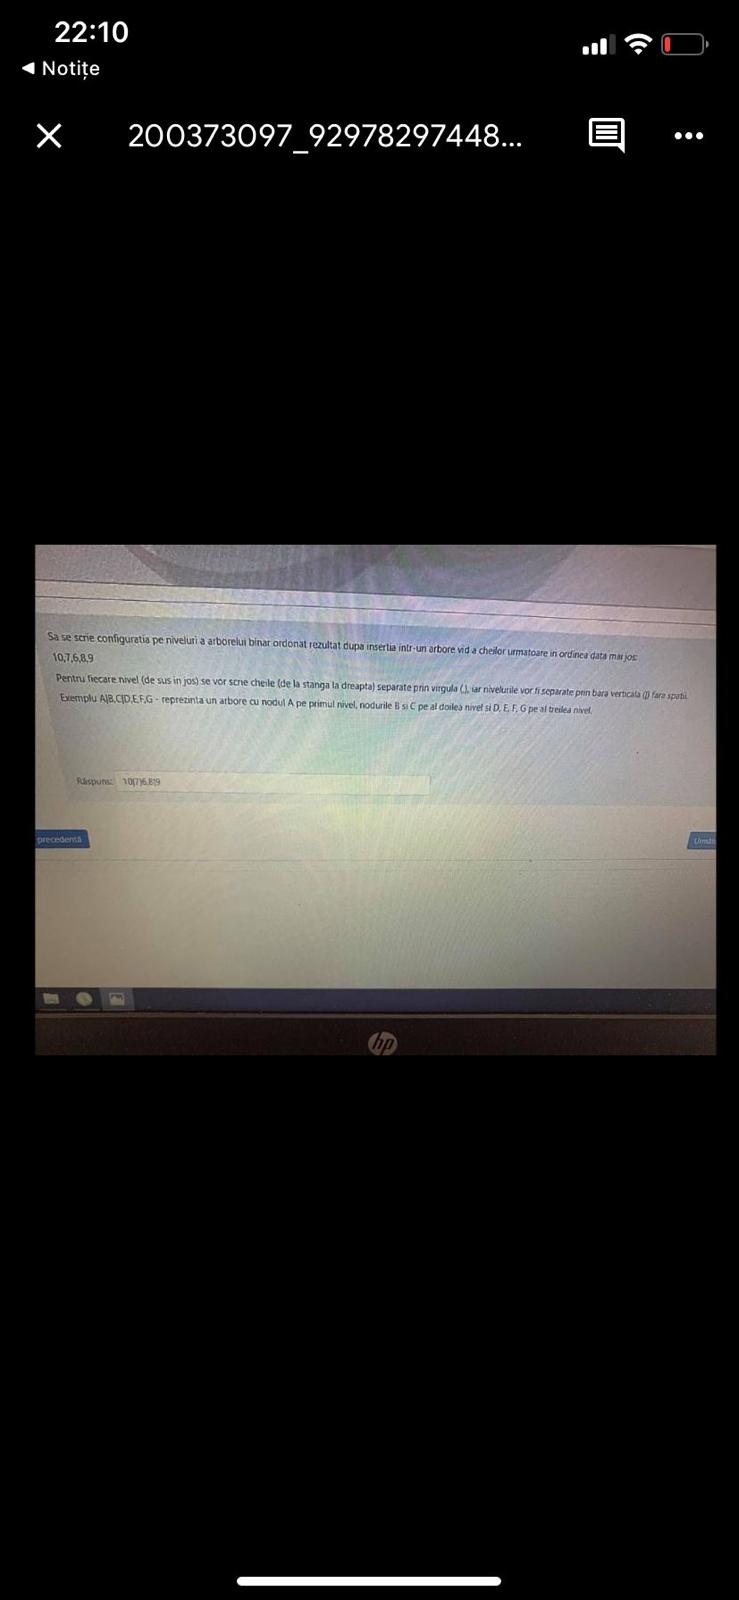 22:10
◀ Notițe
200373097_92978297448...
Sa se scrie configuratia pe niveluri a arborelui binar ordonat rezultat dupa insertia intr-un arbore vid a cheilor urmatoare in ordinea data mai jos:
10,7,6,8,9
Pentru fiecare nivel (de sus in jos) se vor scrie cheile (de la stanga la dreapta) separate prin virgula (,), iar nivelurile vor fi separate prin bara verticala (|) fara spatii.
Exemplu A|B,C|D,E,F,G - reprezinta un arbore cu nodul A pe primul nivel, nodurile B si C pe al doilea nivel si D, E, F, G pe al treilea nivel.
Răspuns: 10|7|6,8|9
precedentă
hp